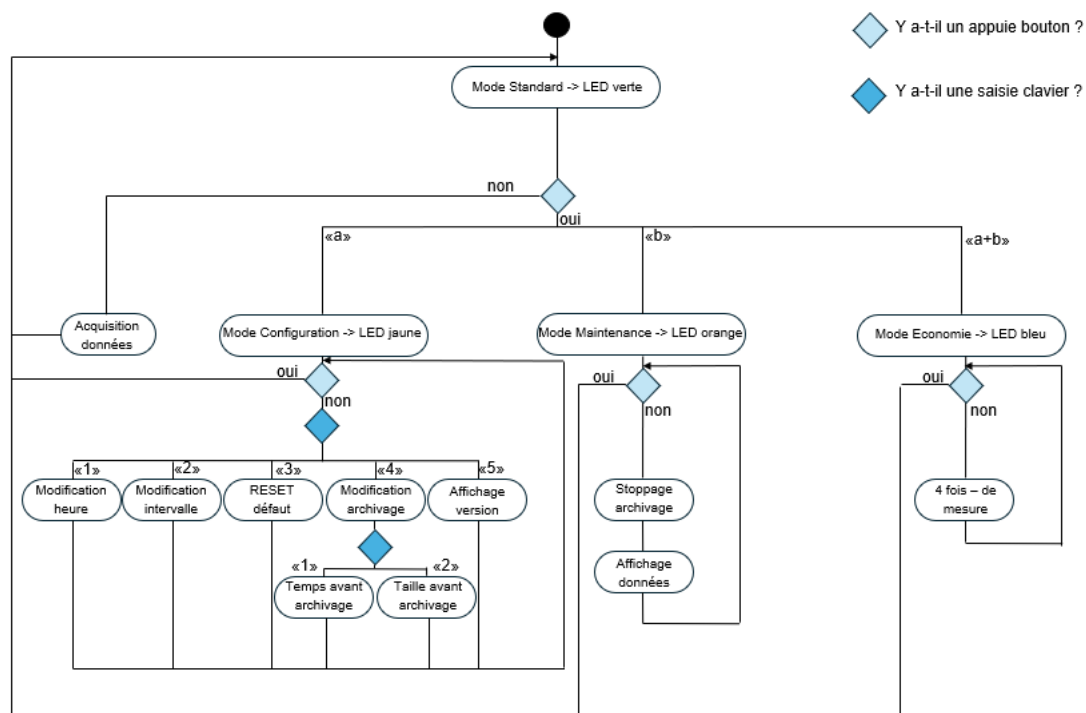 Y a-t-il un appuie bouton ?
Mode Standard -> LED verte
Y a-t-il une saisie clavier ?
non
oui
«a»
«b»
«a+b»
Acquisition
données
Mode Configuration -> LED jaune
Mode Maintenance -> LED orange
Mode Economie -> LED bleu
oui
non
oui
non
oui
non
«1»
«2»
«3»
«4»
«5»
Modification
heure
Modification
intervalle
RESET
défaut
Modification
archivage
Affichage
version
Stoppage
archivage
4 fois – de
mesure
«1»
«2»
Temps avant
archivage
Taille avant
archivage
Affichage
données